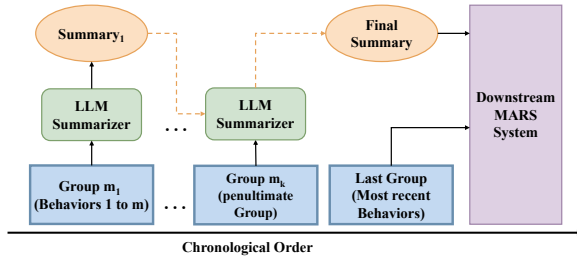 Summary₁
Final
Summary
LLM
Summarizer
...
LLM
Summarizer
Downstream
MARS
System
Group m₁
(Behaviors 1 to m)
...
Group mₖ
(penultimate
Group)
Last Group
(Most recent
Behaviors)
Chronological Order